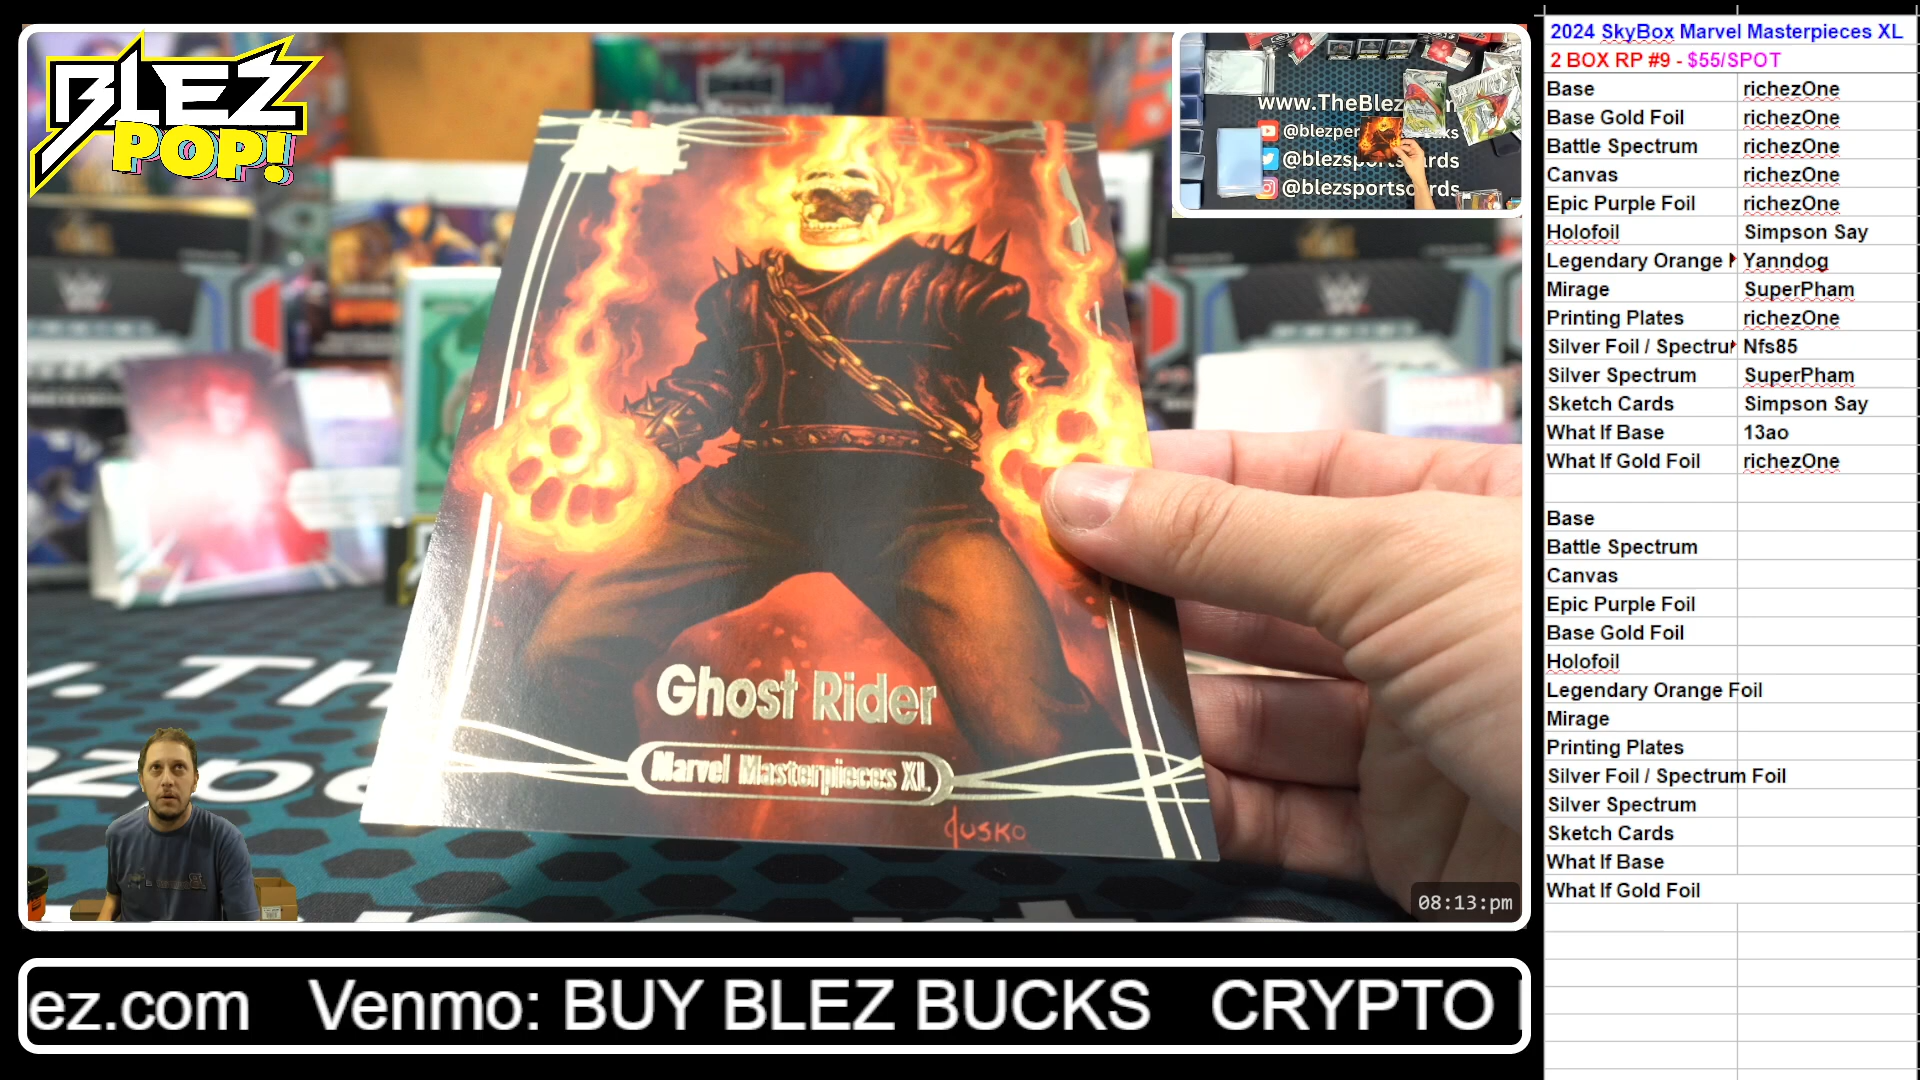 BLEZ
POP!
www.TheBlez
@blezper
@blezsportscards
@blezsportscards
Ghost Rider
Marvel Masterpieces XL
JUSKO
08:13:pm
ez.com Venmo: BUY BLEZ BUCKS CRYPTO
2024 SkyBox Marvel Masterpieces XL
2 BOX RP #9 - $55/SPOT
Base richezOne
Base Gold Foil richezOne
Battle Spectrum richezOne
Canvas richezOne
Epic Purple Foil richezOne
Holofoil Simpson Say
Legendary Orange Yanndog
Mirage SuperPham
Printing Plates richezOne
Silver Foil / Spectru Nfs85
Silver Spectrum SuperPham
Sketch Cards Simpson Say
What If Base 13ao
What If Gold Foil richezOne
Base
Battle Spectrum
Canvas
Epic Purple Foil
Base Gold Foil
Holofoil
Legendary Orange Foil
Mirage
Printing Plates
Silver Foil / Spectrum Foil
Silver Spectrum
Sketch Cards
What If Base
What If Gold Foil